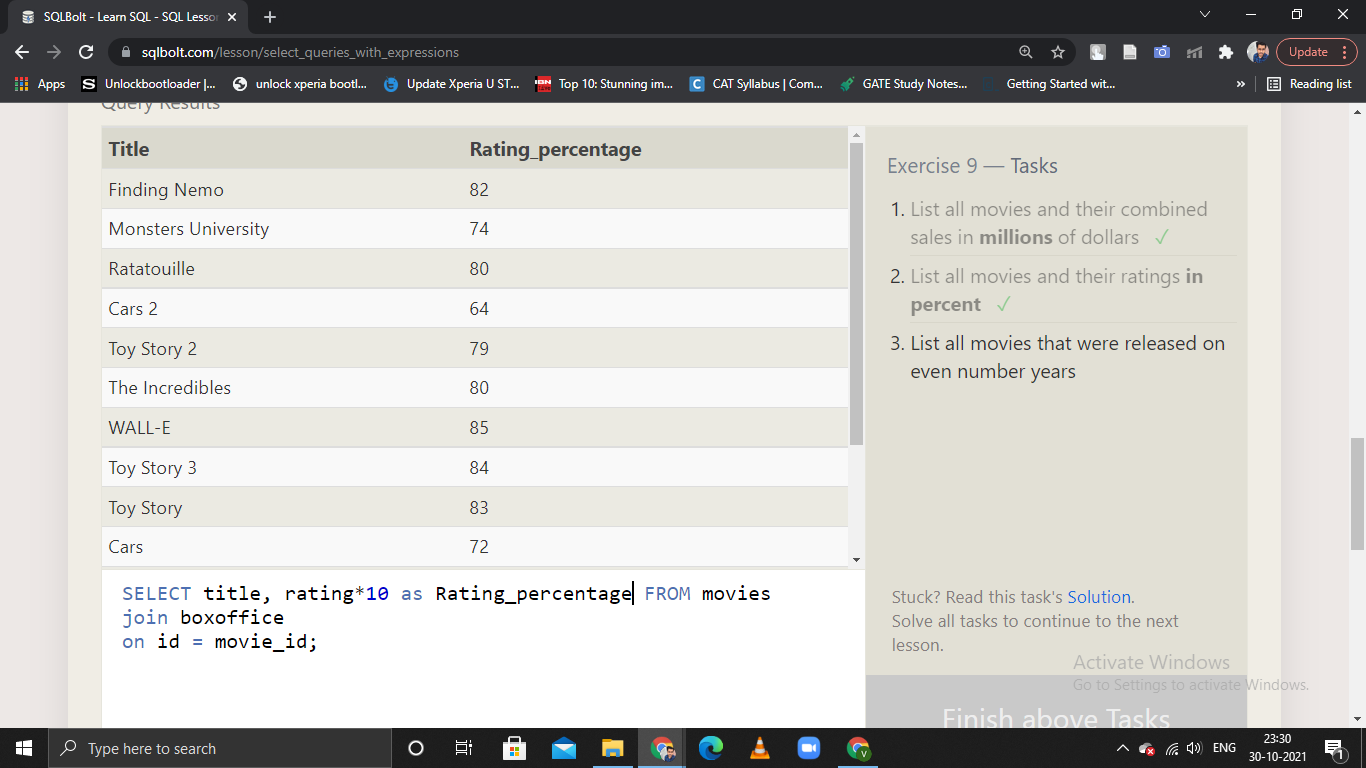 SQLBolt - Learn SQL - SQL Lesson
sqlbolt.com/lesson/select_queries_with_expressions
Update
Apps
Unlockbootloader |...
unlock xperia bootl...
Update Xperia U ST...
Top 10: Stunning im...
CAT Syllabus | Com...
GATE Study Notes...
Getting Started wit...
»
Reading list
Query Results
Title Rating_percentage
Finding Nemo 82
Monsters University 74
Ratatouille 80
Cars 2 64
Toy Story 2 79
The Incredibles 80
WALL-E 85
Toy Story 3 84
Toy Story 83
Cars 72
SELECT title, rating*10 as Rating_percentage FROM movies
join boxoffice
on id = movie_id;
Exercise 9 — Tasks
1. List all movies and their combined
sales in millions of dollars ✓
2. List all movies and their ratings in
percent ✓
3. List all movies that were released on
even number years
Stuck? Read this task's Solution.
Solve all tasks to continue to the next
lesson.
Activate Windows
Go to Settings to activate Windows.
Finish above Tasks
Type here to search
ENG
23:30
30-10-2021
1